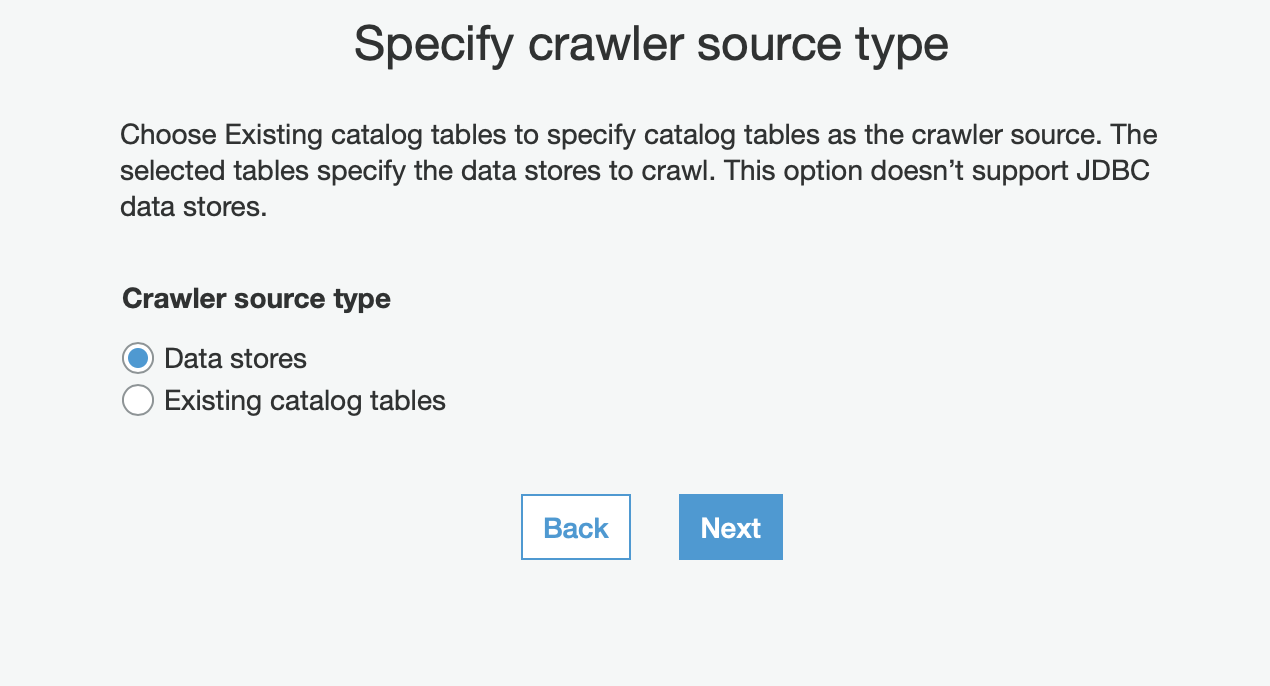 Specify crawler source type
Choose Existing catalog tables to specify catalog tables as the crawler source. The
selected tables specify the data stores to crawl. This option doesn’t support JDBC
data stores.
Crawler source type
Data stores
Existing catalog tables
Back
Next